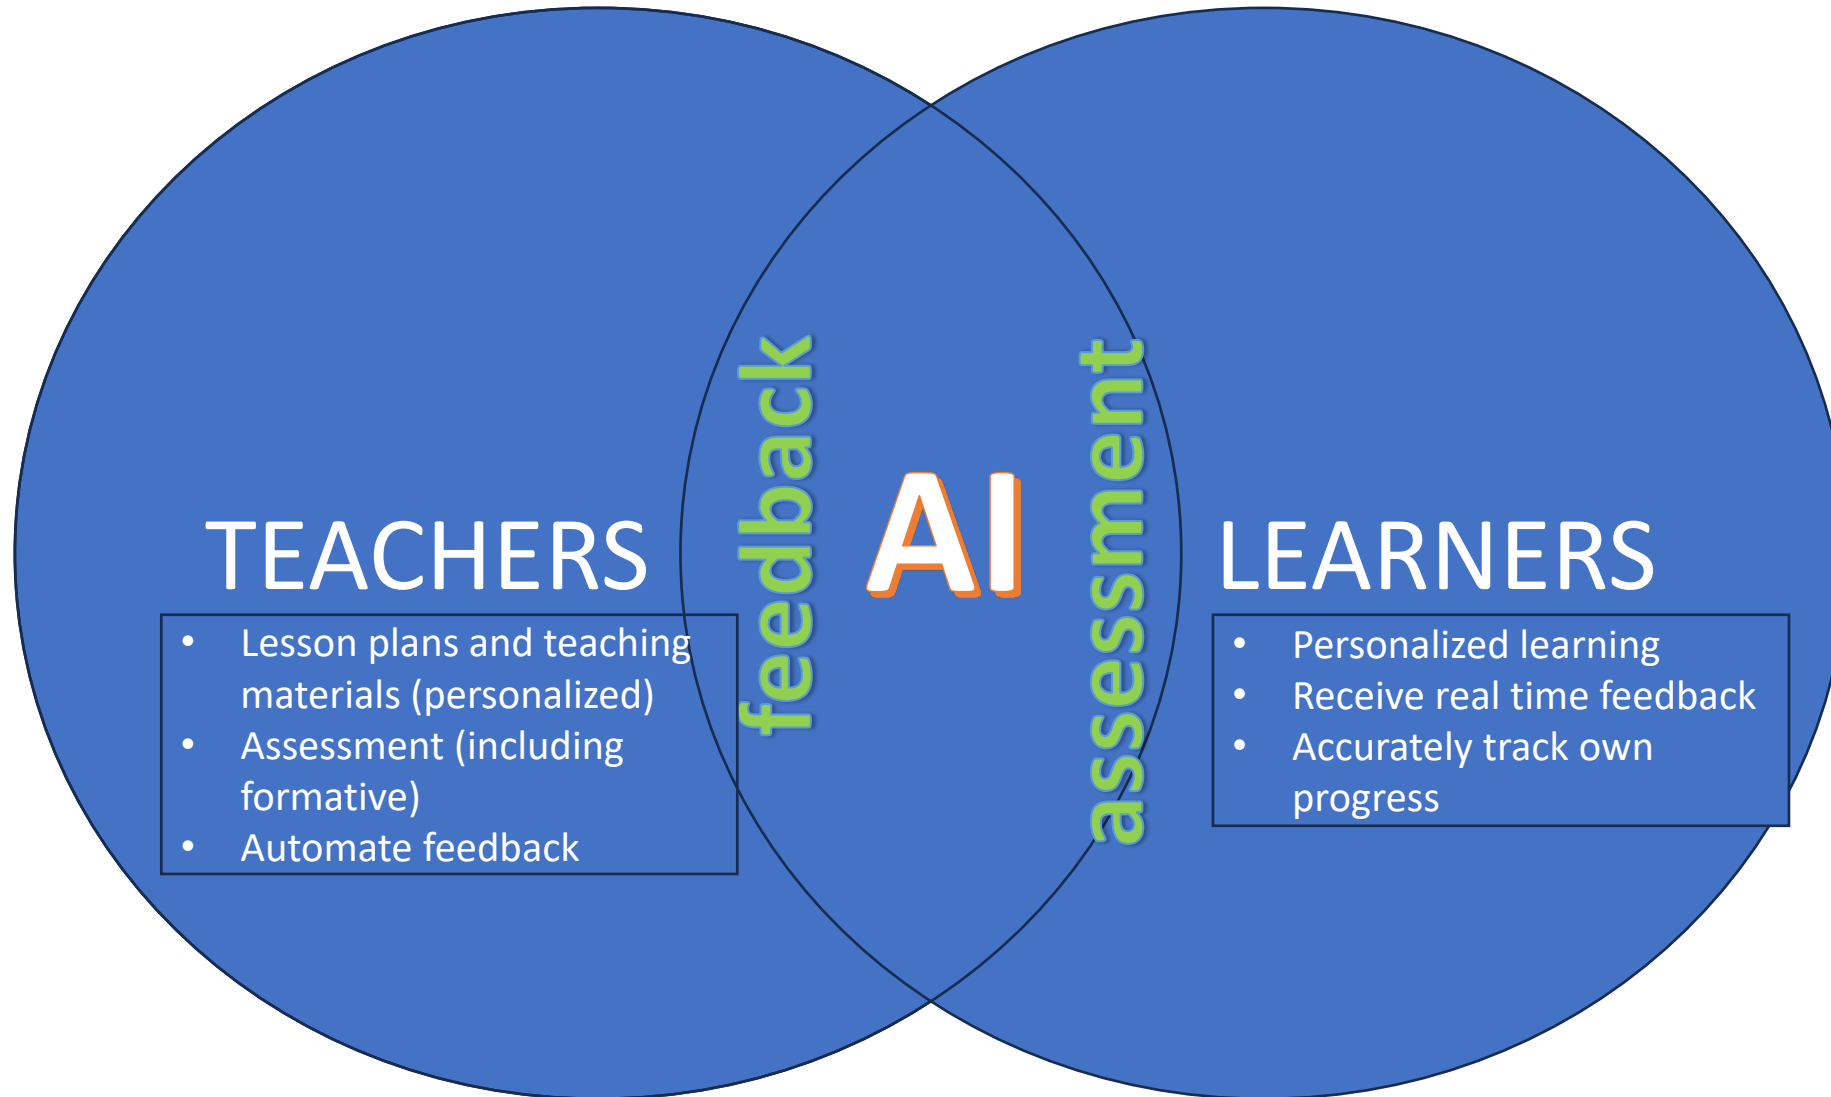 TEACHERS
• Lesson plans and teaching
materials (personalized)
• Assessment (including
formative)
• Automate feedback
feedback
AI
assessment
LEARNERS
• Personalized learning
• Receive real time feedback
• Accurately track own
progress